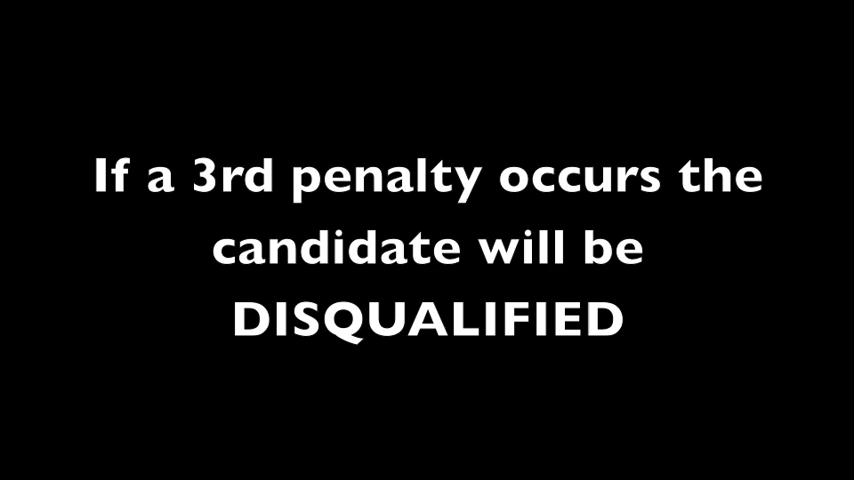 If a 3rd penalty occurs the
candidate will be
DISQUALIFIED